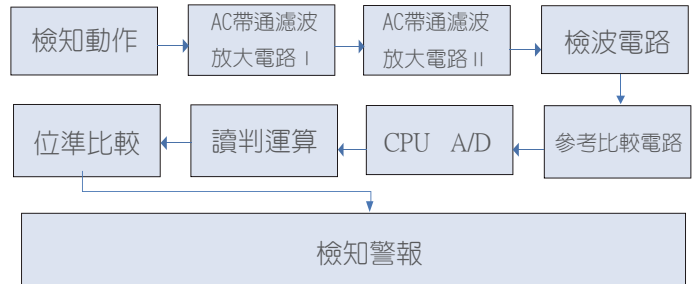 檢知動作
AC帶通濾波
放大電路 I
AC帶通濾波
放大電路 II
檢波電路
位準比較
讀判運算
CPU A/D
參考比較電路
檢知警報